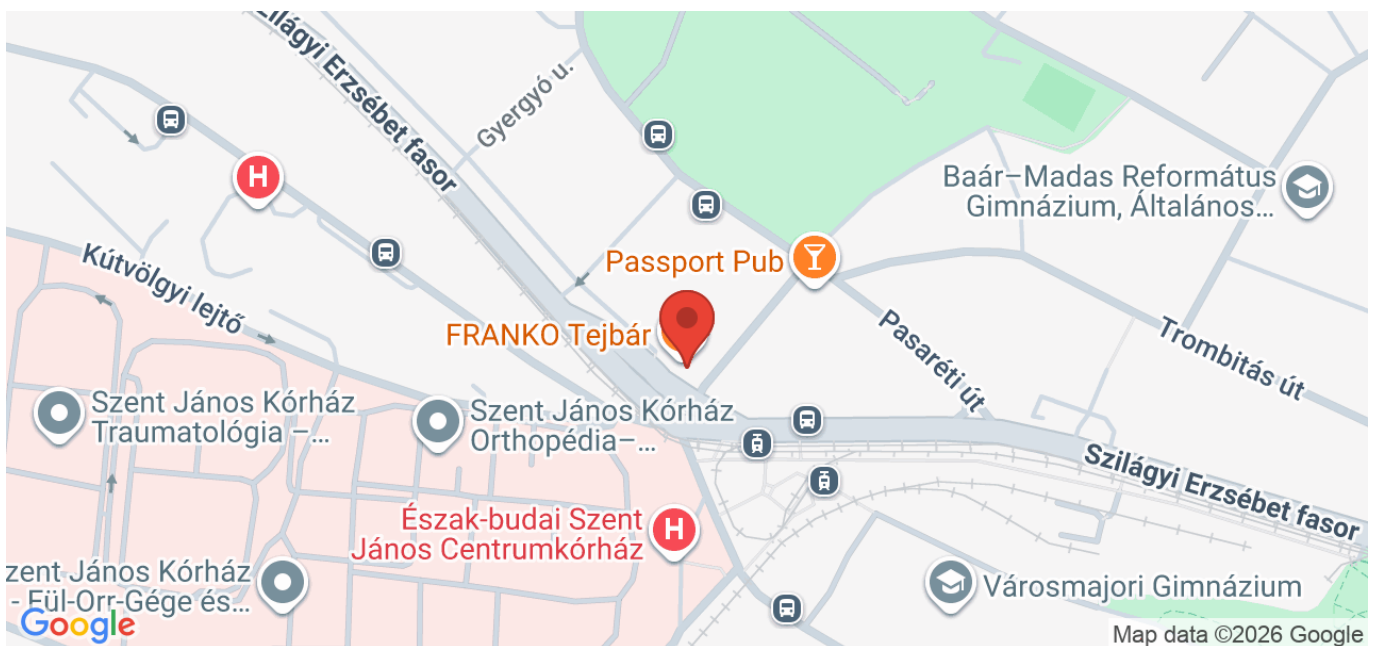 Szilágyi Erzsébet fasor
Gyergyó u.
H
Baár–Madas Református
Gimnázium, Általános...
Kútvölgyi lejtő
Passport Pub
FRANKO Tejbár
Pasaréti út
Trombitás út
Szent János Kórház
Traumatológia –...
Szent János Kórház
Orthopédia–...
Szilágyi Erzsébet fasor
Észak-budai Szent
János Centrumkórház
H
zent János Kórház
- Fül-Orr-Gége és...
Városmajori Gimnázium
Google
Map data ©2026 Google